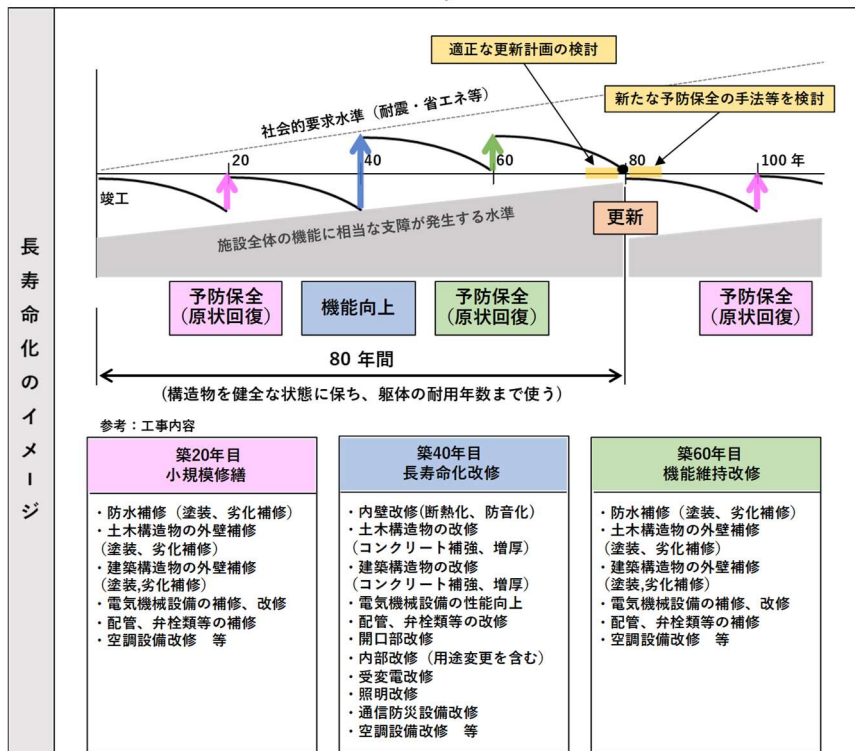 長寿命化のイメージ
適正な更新計画の検討
新たな予防保全の手法等を検討
社会的要求水準(耐震・省エネ等)
20
40
60
80
100 年
竣工
施設全体の機能に相当な支障が発生する水準
更新
予防保全
(原状回復)
機能向上
予防保全
(原状回復)
予防保全
(原状回復)
80 年間
(構造物を健全な状態に保ち、躯体の耐用年数まで使う)
参考:工事内容
築20年目
小規模修繕
・防水補修(塗装、劣化補修)
・土木構造物の外壁補修
(塗装、劣化補修)
・建築構造物の外壁補修
(塗装,劣化補修)
・電気機械設備の補修、改修
・配管、弁栓類等の補修
・空調設備改修 等
築40年目
長寿命化改修
・内壁改修(断熱化、防音化)
・土木構造物の改修
(コンクリート補強、増厚)
・建築構造物の改修
(コンクリート補強、増厚)
・電気機械設備の性能向上
・配管、弁栓類等の改修
・開口部改修
・内部改修(用途変更を含む)
・受変電改修
・照明改修
・通信防災設備改修
・空調設備改修 等
築60年目
機能維持改修
・防水補修(塗装、劣化補修)
・土木構造物の外壁補修
(塗装、劣化補修)
・建築構造物の外壁補修
(塗装,劣化補修)
・電気機械設備の補修、改修
・配管、弁栓類等の補修
・空調設備改修 等